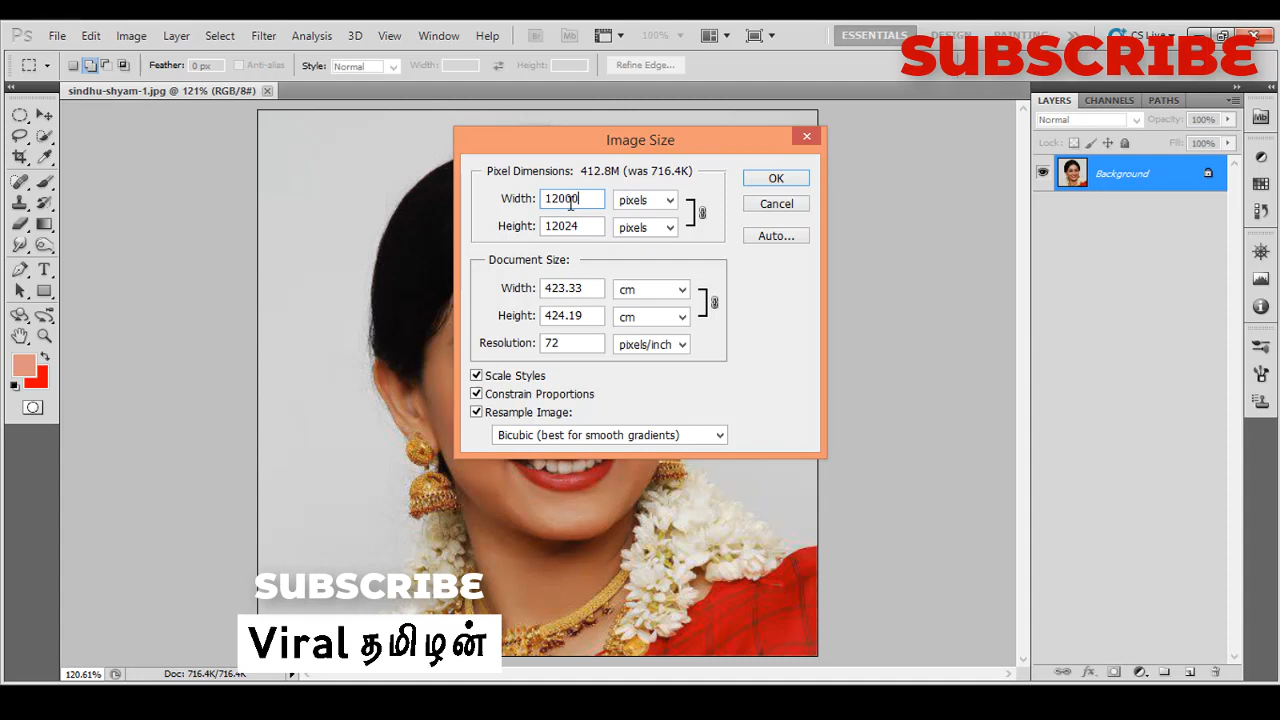 Ps File Edit Image Layer Select Filter Analysis 3D View Window Help Br Mb 100% ESSENTIALS DESIGN PAINTING CS Live
SUBSCRIBE
Feather: 0 px Anti-alias Style: Normal Width: Height: Refine Edge...
sindhu-shyam-1.jpg @ 121% (RGB/8#)
LAYERS CHANNELS PATHS
Normal Opacity: 100%
Lock: Fill: 100%
Background
Mb
Image Size
Pixel Dimensions: 412.8M (was 716.4K)
Width: 12000 pixels
Height: 12024 pixels
OK
Cancel
Auto...
Document Size:
Width: 423.33 cm
Height: 424.19 cm
Resolution: 72 pixels/inch
Scale Styles
Constrain Proportions
Resample Image:
Bicubic (best for smooth gradients)
SUBSCRIBE
Viral தமிழன்
120.61% Doc: 716.4K/716.4K